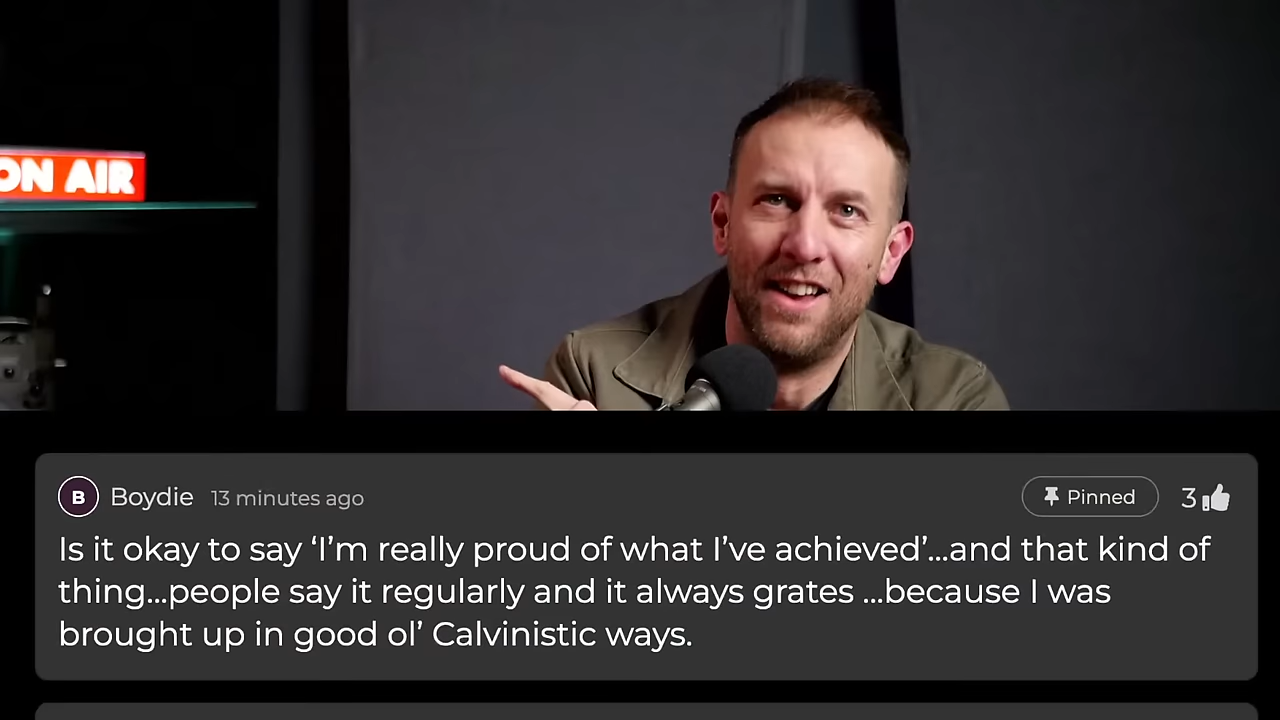 ON AIR
B Boydie 13 minutes ago Pinned 3
Is it okay to say ‘I’m really proud of what I’ve achieved’...and that kind of
thing...people say it regularly and it always grates ...because I was
brought up in good ol’ Calvinistic ways.